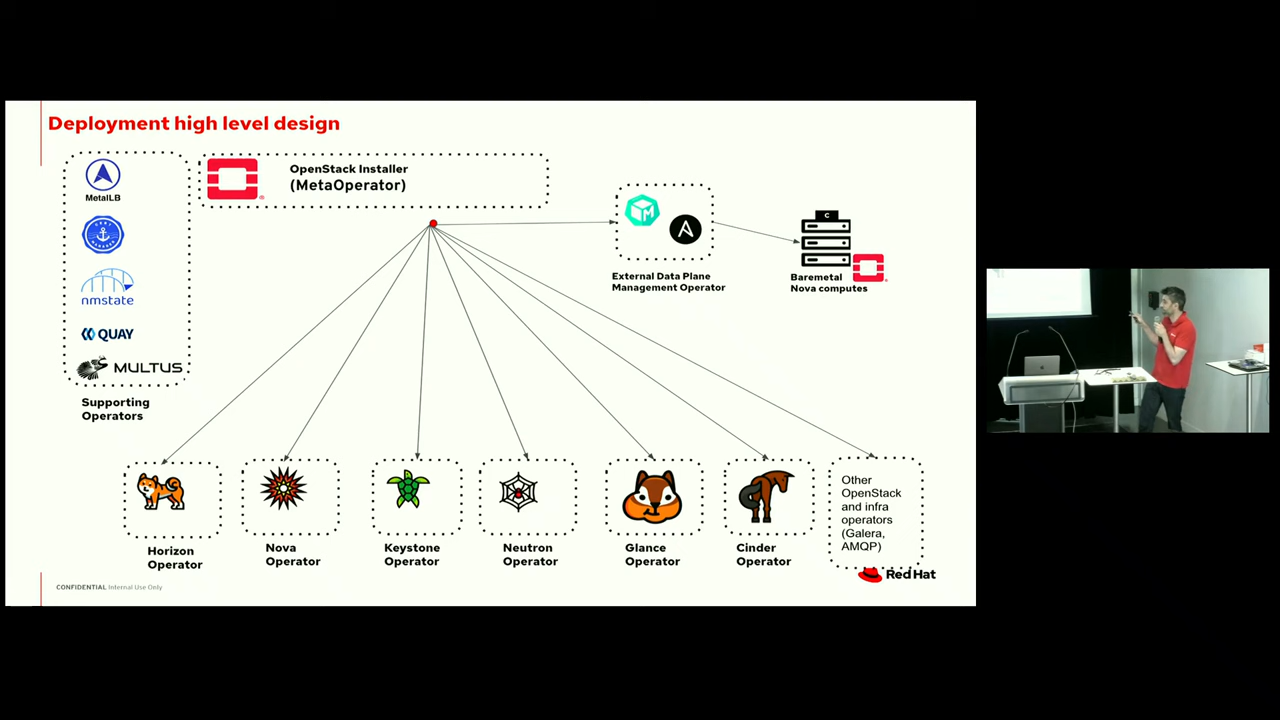 Deployment high level design
MetalLB
nmstate
QUAY
MULTUS
Supporting
Operators
OpenStack Installer
(MetaOperator)
External Data Plane
Management Operator
C
Baremetal
Nova computes
Horizon
Operator
Nova
Operator
Keystone
Operator
Neutron
Operator
Glance
Operator
Cinder
Operator
Other
OpenStack
and infra
operators
(Galera,
AMQP)
CONFIDENTIAL Internal Use Only
Red Hat